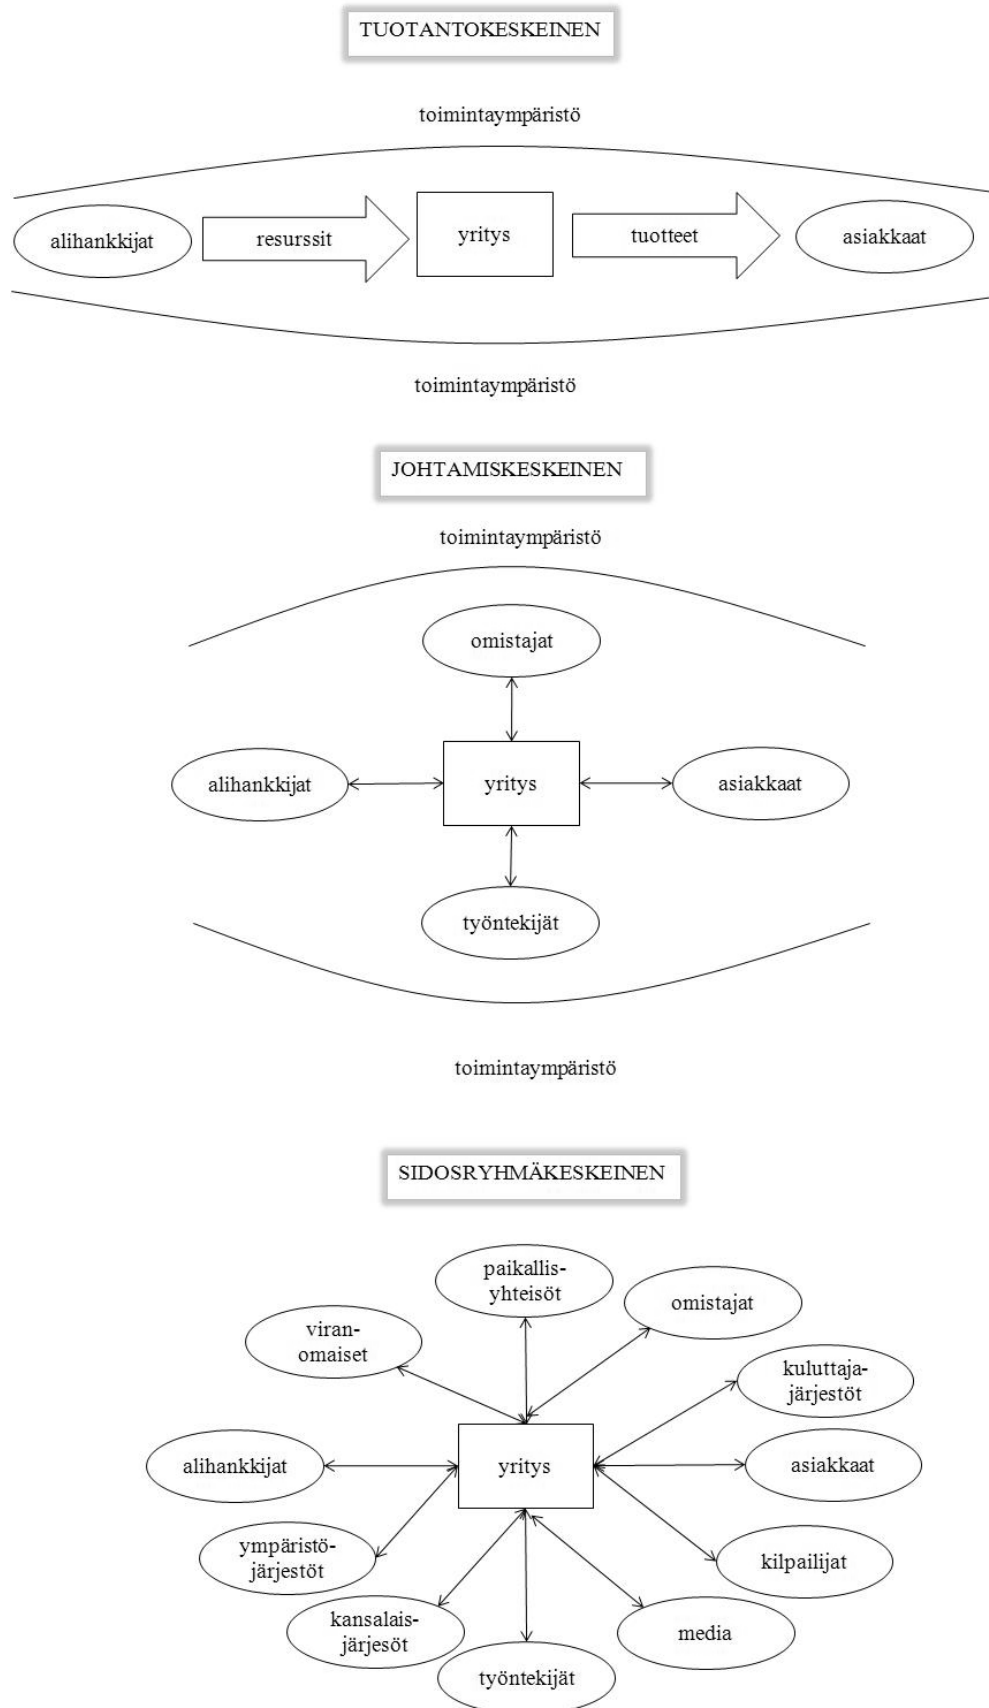 TUOTANTOKESKEINEN
toimintaympäristö
alihankkijat
resurssit
yritys
tuotteet
asiakkaat
toimintaympäristö
JOHTAMISKESKEINEN
toimintaympäristö
omistajat
alihankkijat
yritys
asiakkaat
työntekijät
toimintaympäristö
SIDOSRYHMÄKESKEINEN
paikallis-
yhteisöt
omistajat
viran-
omaiset
kuluttaja-
järjestöt
alihankkijat
yritys
asiakkaat
ympäristö-
järjestöt
kilpailijat
kansalais-
järjesöt
media
työntekijät